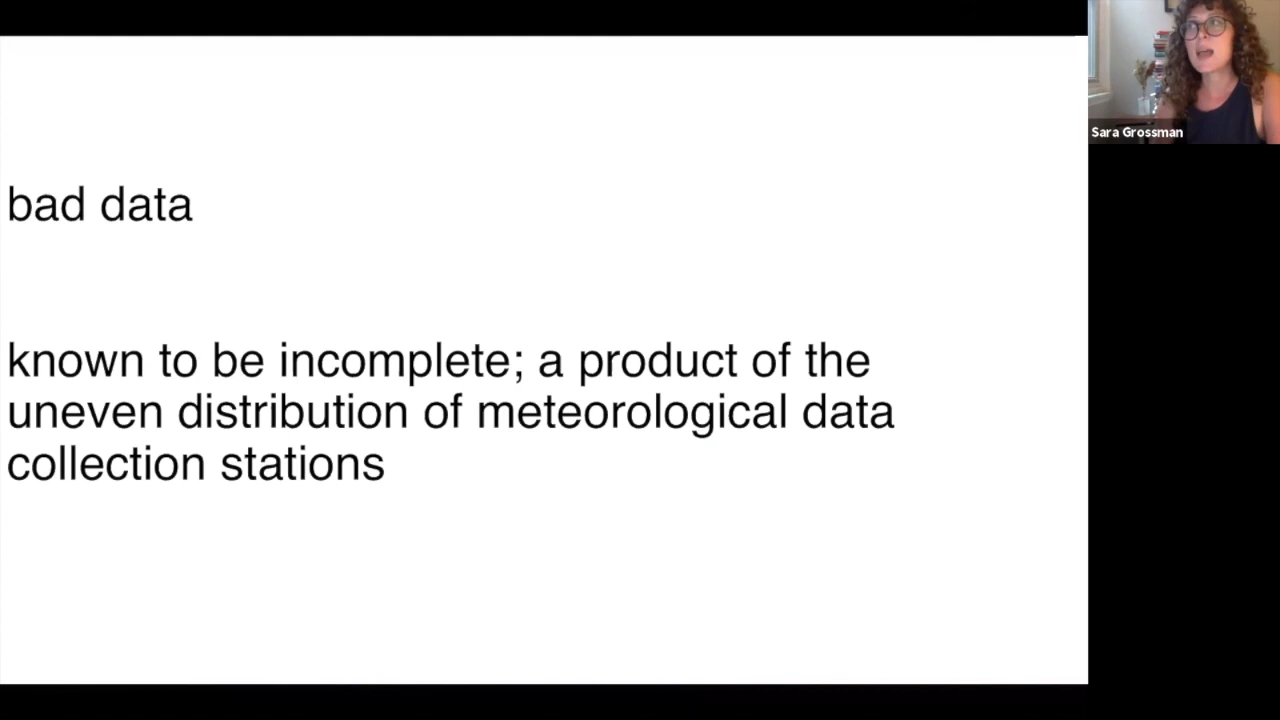 bad data
known to be incomplete; a product of the
uneven distribution of meteorological data
collection stations
Sara Grossman